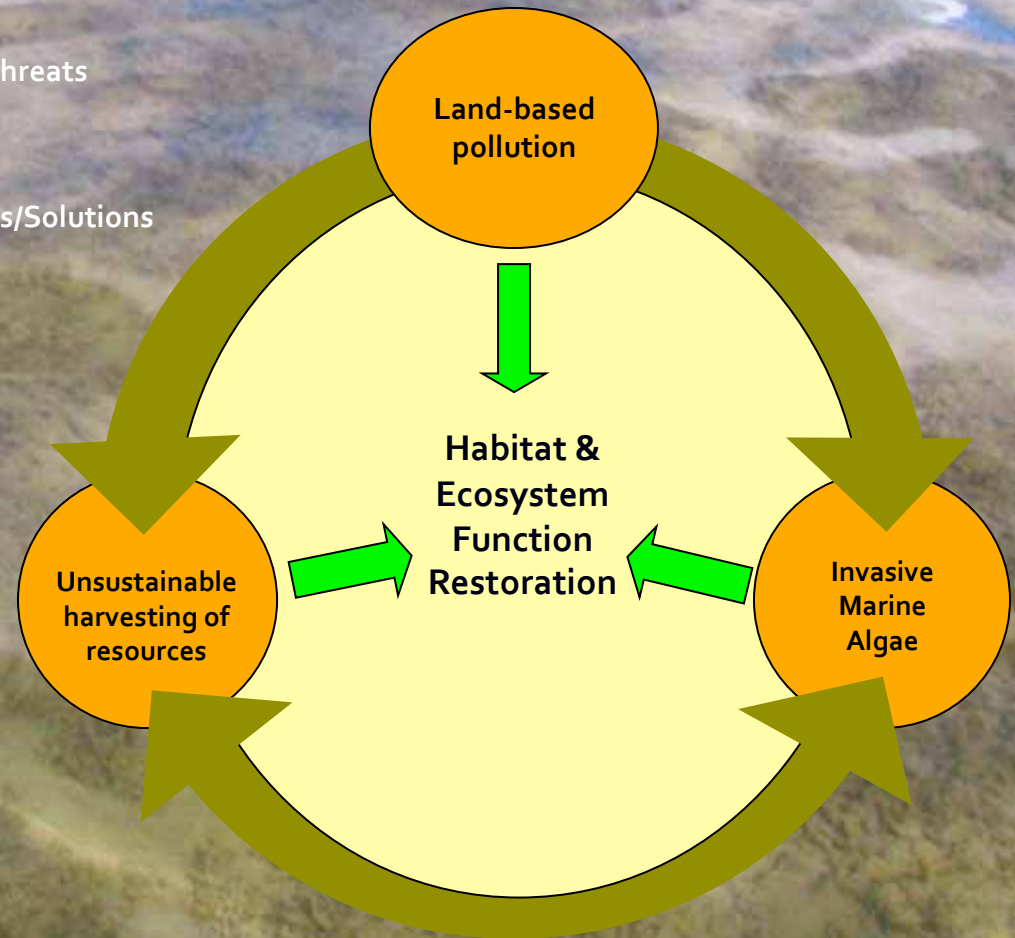 hreats
s/Solutions
Land-based
pollution
Habitat &
Ecosystem
Function
Restoration
Unsustainable
harvesting of
resources
Invasive
Marine
Algae